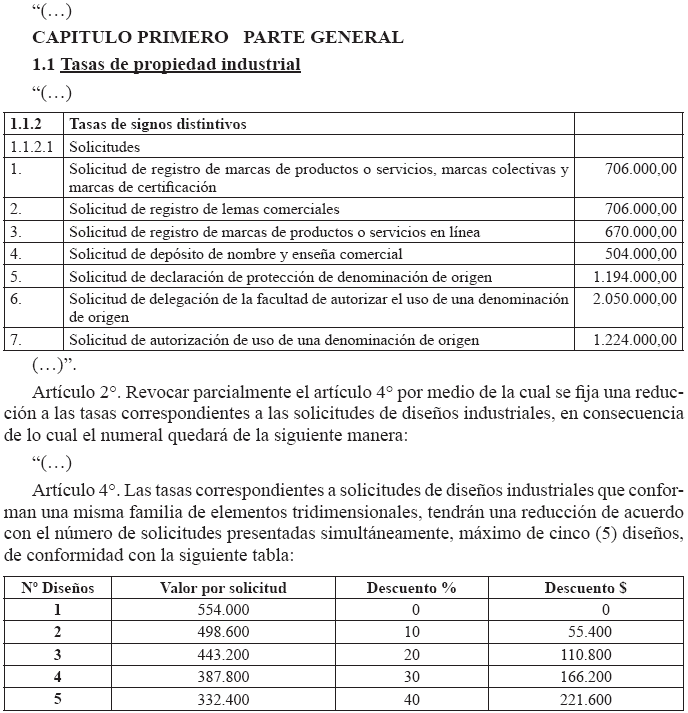 “(…)
CAPITULO PRIMERO PARTE GENERAL
1.1 Tasas de propiedad industrial
“(…)
1.1.2 Tasas de signos distintivos
1.1.2.1 Solicitudes
1. Solicitud de registro de marcas de productos o servicios, marcas colectivas y 706.000,00
marcas de certificación
2. Solicitud de registro de lemas comerciales 706.000,00
3. Solicitud de registro de marcas de productos o servicios en línea 670.000,00
4. Solicitud de depósito de nombre y enseña comercial 504.000,00
5. Solicitud de declaración de protección de denominación de origen 1.194.000,00
6. Solicitud de delegación de la facultad de autorizar el uso de una denominación 2.050.000,00
de origen
7. Solicitud de autorización de uso de una denominación de origen 1.224.000,00
(…)”.
Artículo 2°. Revocar parcialmente el artículo 4° por medio de la cual se fija una reduc-
ción a las tasas correspondientes a las solicitudes de diseños industriales, en consecuencia
de lo cual el numeral quedará de la siguiente manera:
“(…)
Artículo 4°. Las tasas correspondientes a solicitudes de diseños industriales que confor-
man una misma familia de elementos tridimensionales, tendrán una reducción de acuerdo
con el número de solicitudes presentadas simultáneamente, máximo de cinco (5) diseños,
de conformidad con la siguiente tabla:
Nº Diseños Valor por solicitud Descuento % Descuento $
1 554.000 0 0
2 498.600 10 55.400
3 443.200 20 110.800
4 387.800 30 166.200
5 332.400 40 221.600